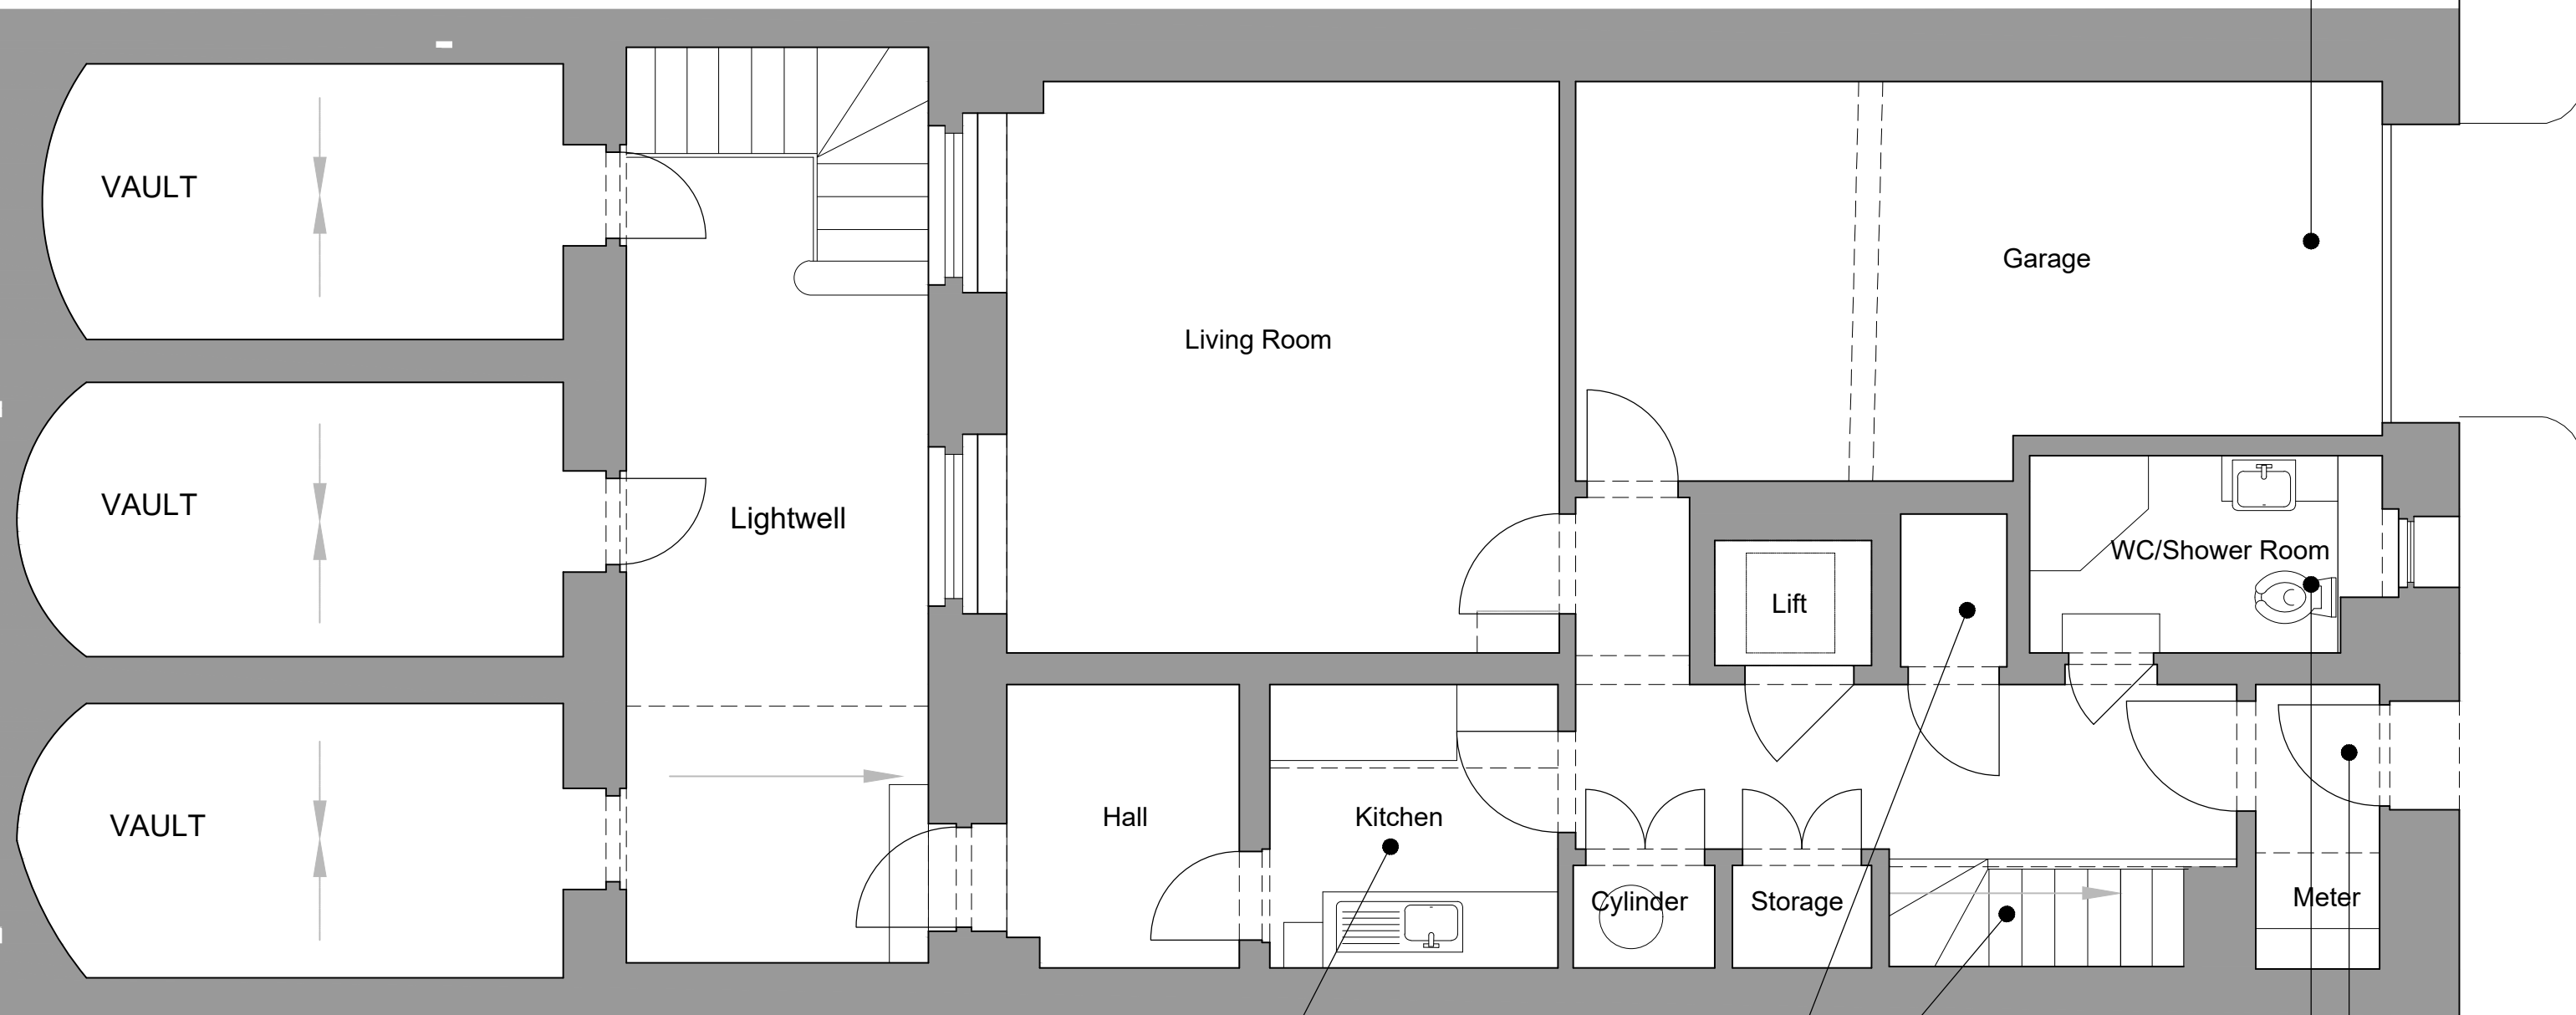 VAULT
Garage
Living Room
VAULT
Lightwell
WC/Shower Room
Lift
VAULT
Hall
Kitchen
Cylinder
Storage
Meter